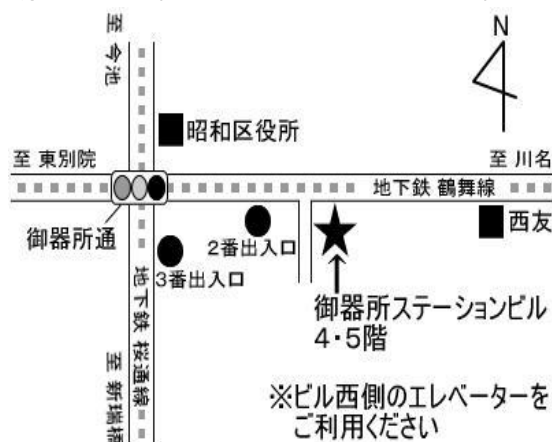 至 今池
N
昭和区役所
至 東別院
至 川名
地下鉄 鶴舞線
御器所通
2番出入口
西友
3番出入口
地下鉄 桜通線
御器所ステーションビル
4・5階
至 新瑞橋
※ビル西側のエレベーターを
ご利用ください